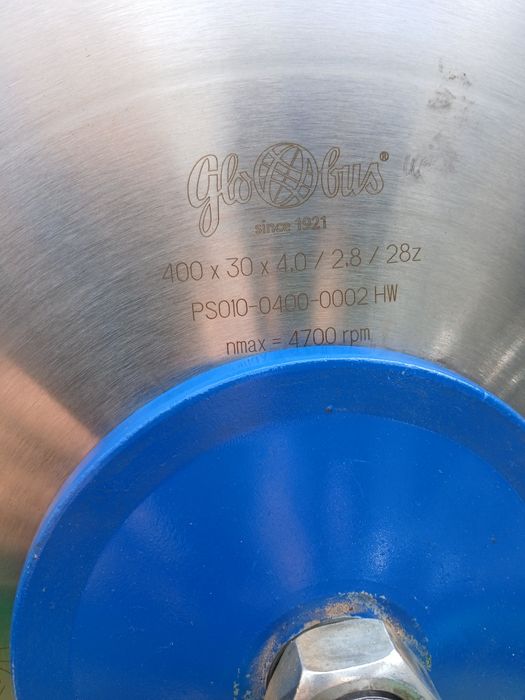 Globus®
since 1921
400 x 30 x 4.0 / 2.8 / 28z
PS010-0400-0002 HW
nmax = 4700 rpm